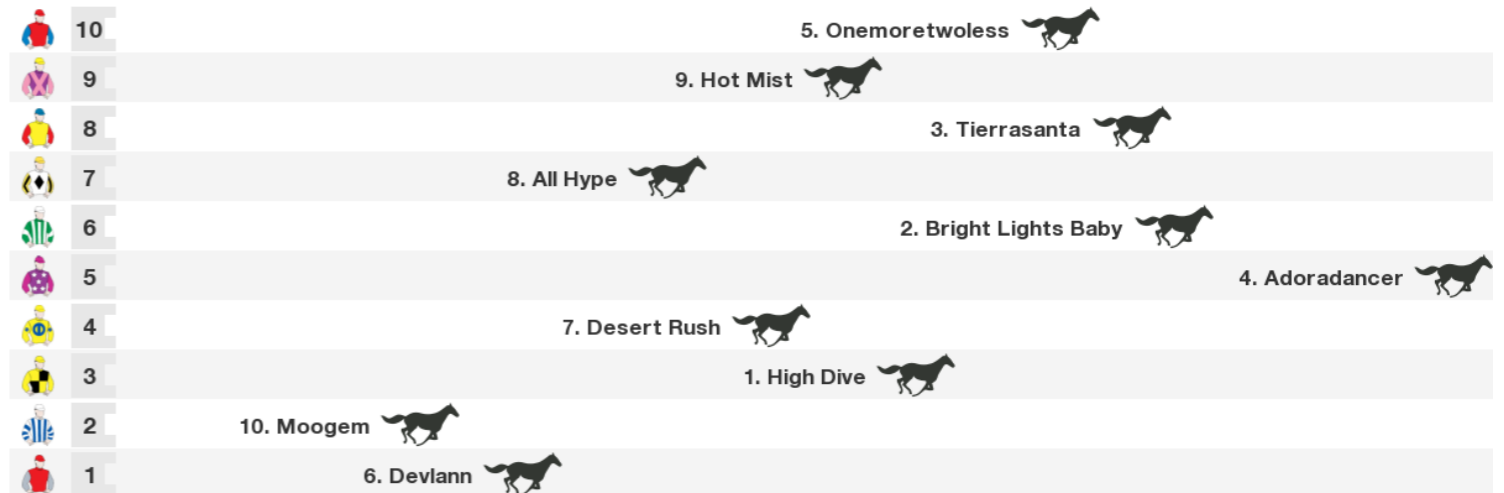 10 5. Onemoretwoless
9 9. Hot Mist
8 3. Tierrasanta
7 8. All Hype
6 2. Bright Lights Baby
5 4. Adoradancer
4 7. Desert Rush
3 1. High Dive
2 10. Moogem
1 6. Devlann